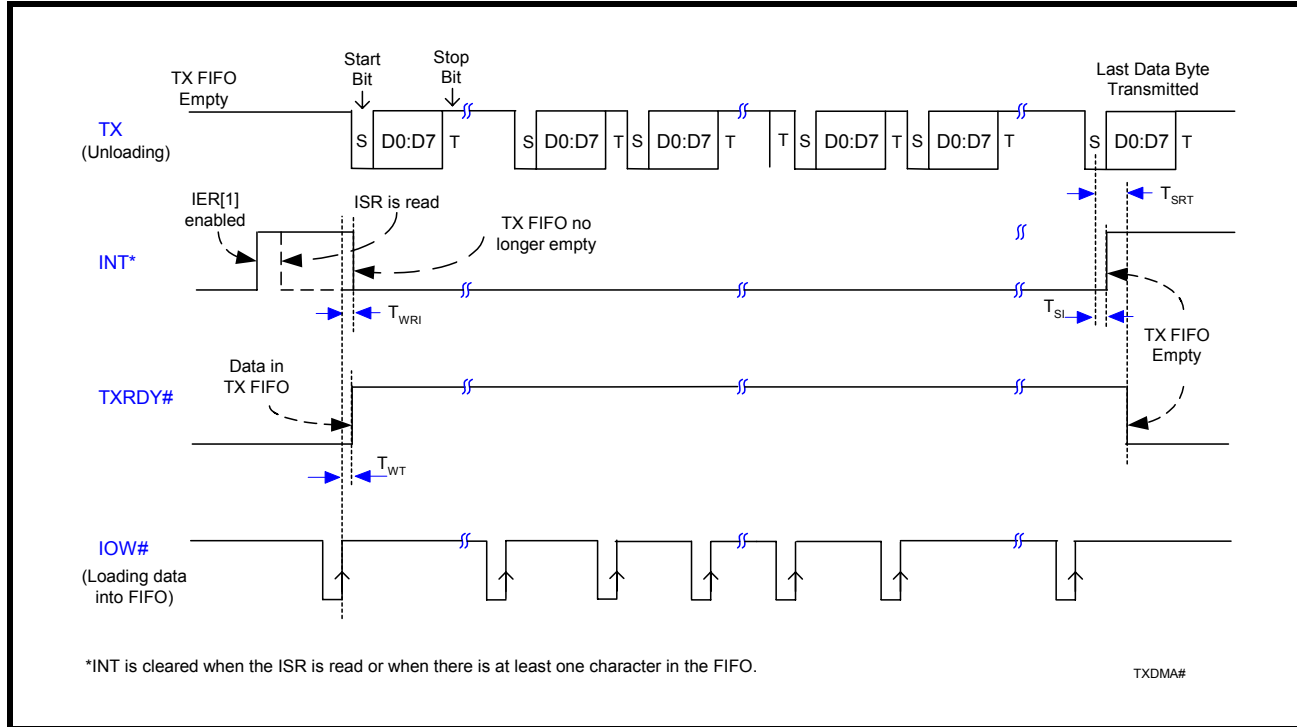 TX FIFO
Empty
Start
Bit
Stop
Bit
Last Data Byte
Transmitted
TX
(Unloading)
S D0:D7 T S D0:D7 T S D0:D7 T T S D0:D7 T S D0:D7 T S D0:D7 T
IER[1]
enabled
ISR is read
TX FIFO no
longer empty
TSRT
INT*
TWRI
TSI
TX FIFO
Empty
Data in
TX FIFO
TXRDY#
TWT
IOW#
(Loading data
into FIFO)
*INT is cleared when the ISR is read or when there is at least one character in the FIFO.
TXDMA#